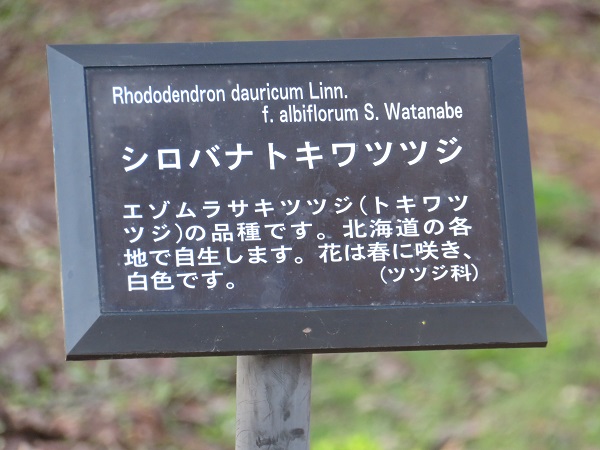 Rhododendron dauricum Linn.
f. albiflorum S. Watanabe
シロバナトキワツツジ
エゾムラサキツツジ(トキワツ
ツジ)の品種です。北海道の各
地で自生します。花は春に咲き、
白色です。 (ツツジ科)